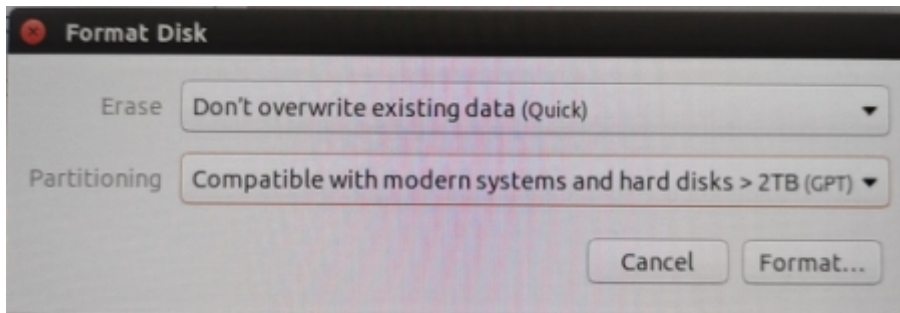 Format Disk
Erase Don't overwrite existing data (Quick)
Partitioning Compatible with modern systems and hard disks > 2TB (GPT)
Cancel Format...